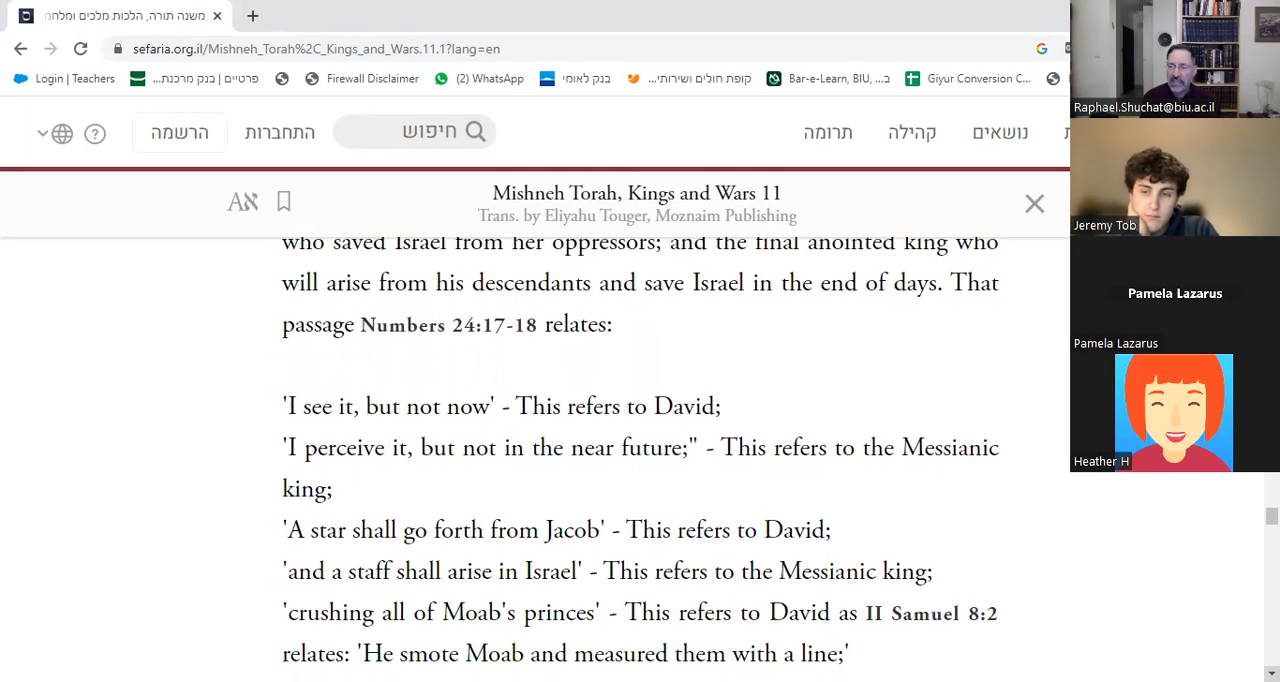 משנה תורה, הלכות מלכים ומלחמ
sefaria.org.il/Mishneh_Torah%2C_Kings_and_Wars.11.1?lang=en
Login | Teachers
פרטיים | בנק מרכנת...
Firewall Disclaimer
(2) WhatsApp
בנק לאומי
קופת חולים ושירותי...
Bar-e-Learn, BIU, ...ב
Giyur Conversion C...
הרשמה
התחברות
חיפוש
תרומה
קהילה
נושאים
Mishneh Torah, Kings and Wars 11
Trans. by Eliyahu Touger, Moznaim Publishing
who saved Israel from her oppressors; and the final anointed king who
will arise from his descendants and save Israel in the end of days. That
passage Numbers 24:17-18 relates:
'I see it, but not now' - This refers to David;
'I perceive it, but not in the near future;" - This refers to the Messianic
king;
'A star shall go forth from Jacob' - This refers to David;
'and a staff shall arise in Israel' - This refers to the Messianic king;
'crushing all of Moab's princes' - This refers to David as II Samuel 8:2
relates: 'He smote Moab and measured them with a line;'
Raphael.Shuchat@biu.ac.il
Jeremy Tob
Pamela Lazarus
Pamela Lazarus
Heather H